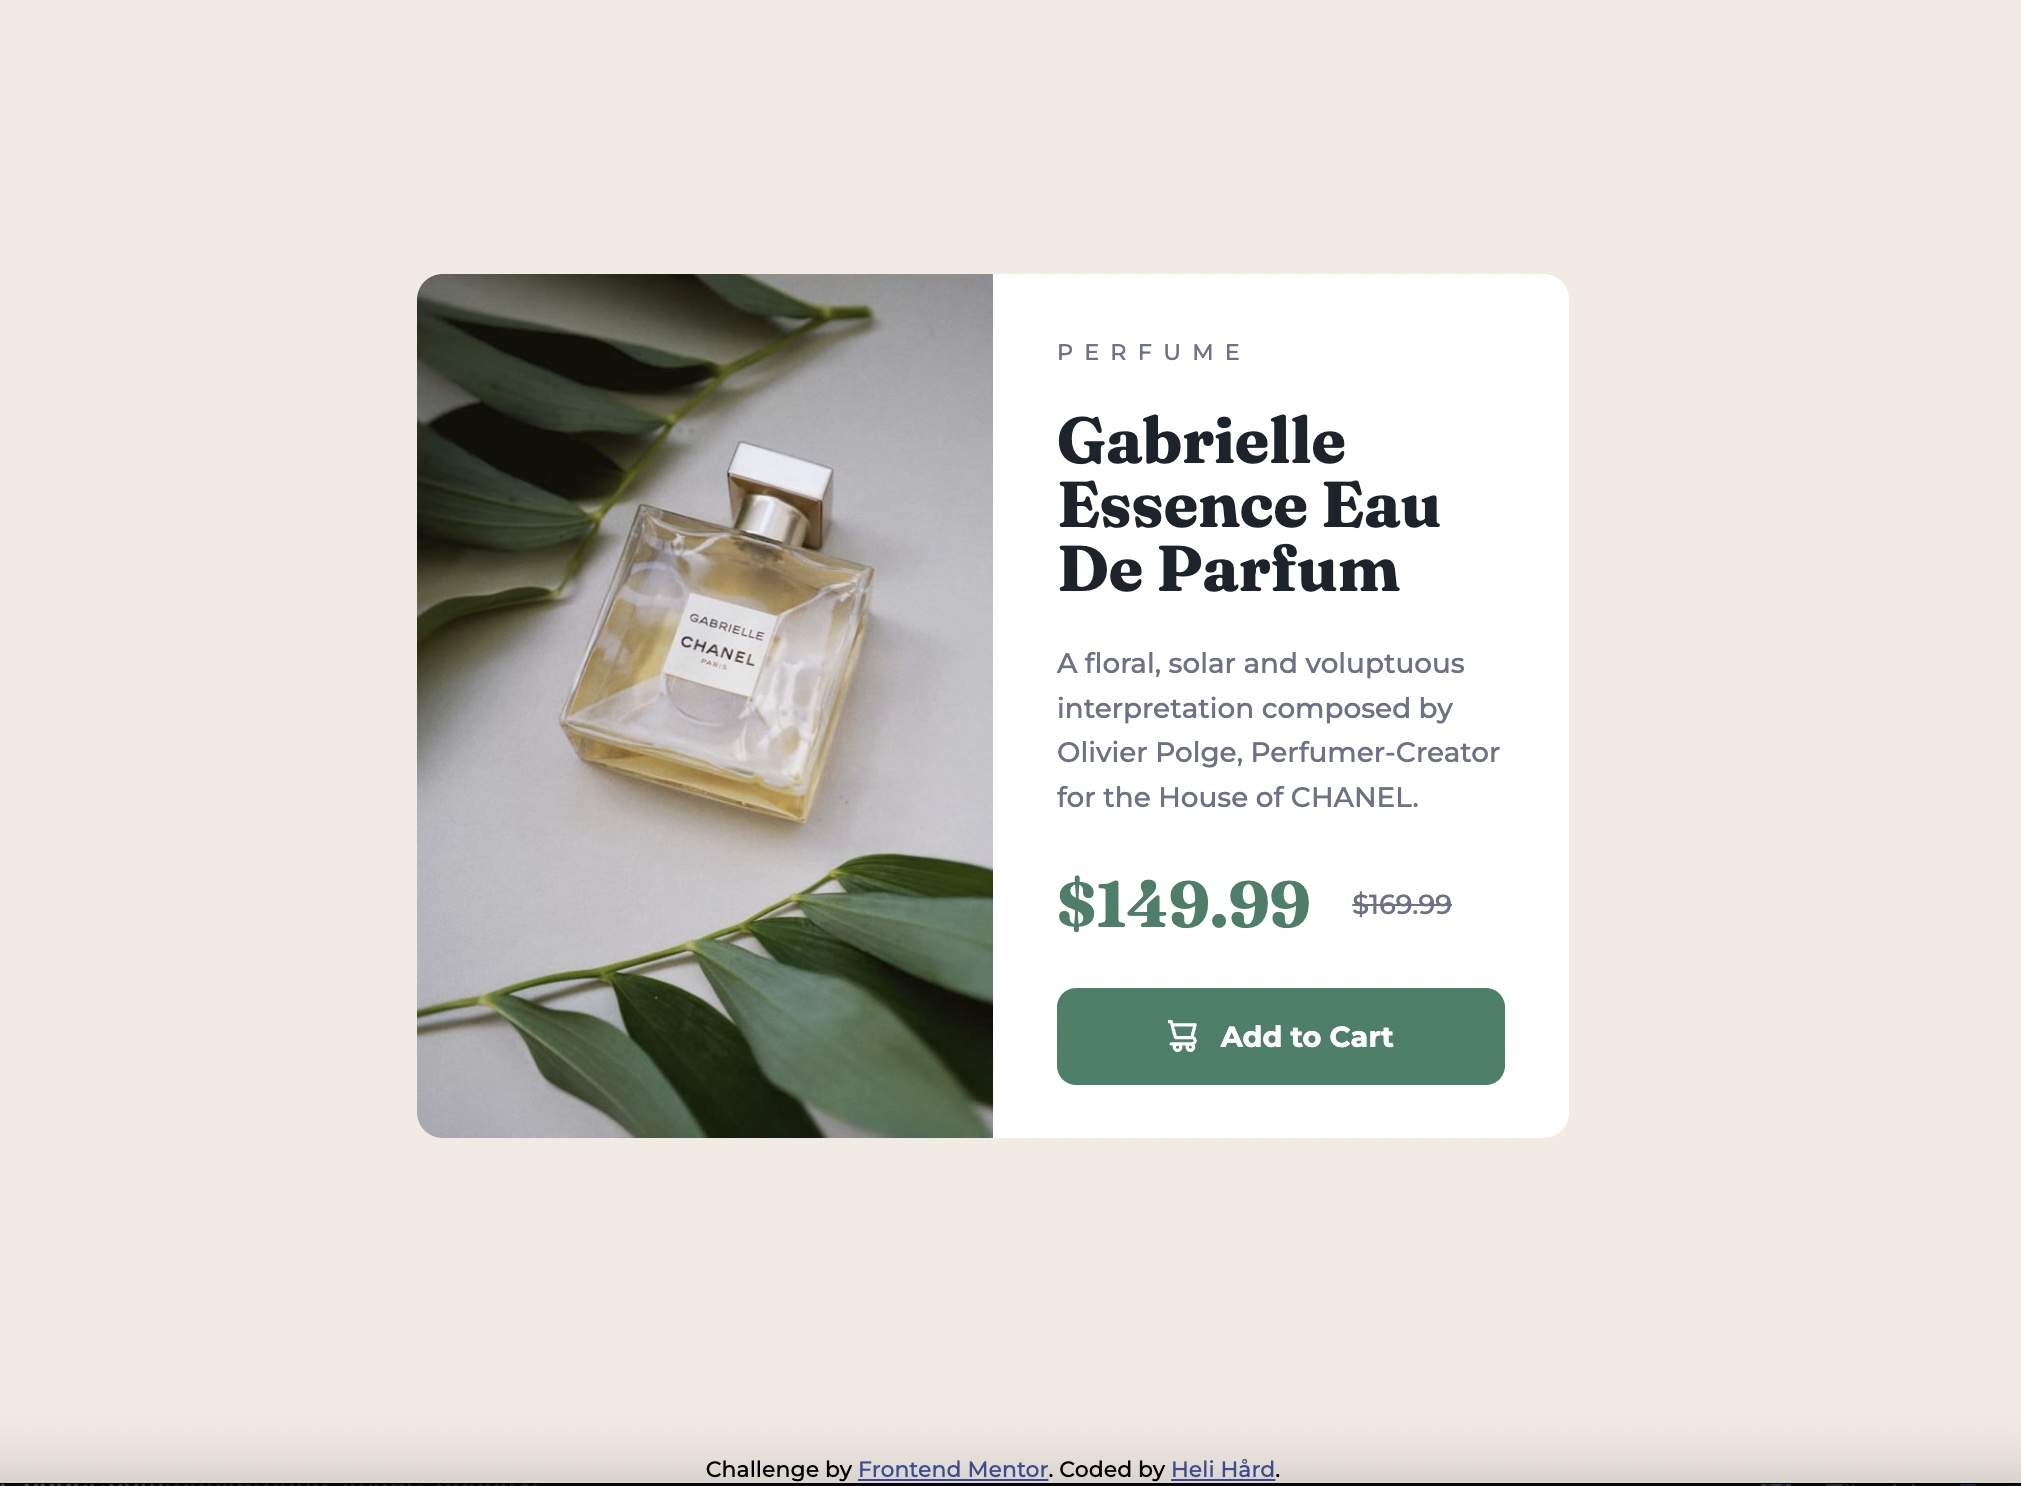 PERFUME
Gabrielle
Essence Eau
De Parfum
A floral, solar and voluptuous
interpretation composed by
Olivier Polge, Perfumer-Creator
for the House of CHANEL.
$149.99 $169.99
Add to Cart
GABRIELLE
CHANEL
PARIS
Challenge by Frontend Mentor. Coded by Heli Hård.